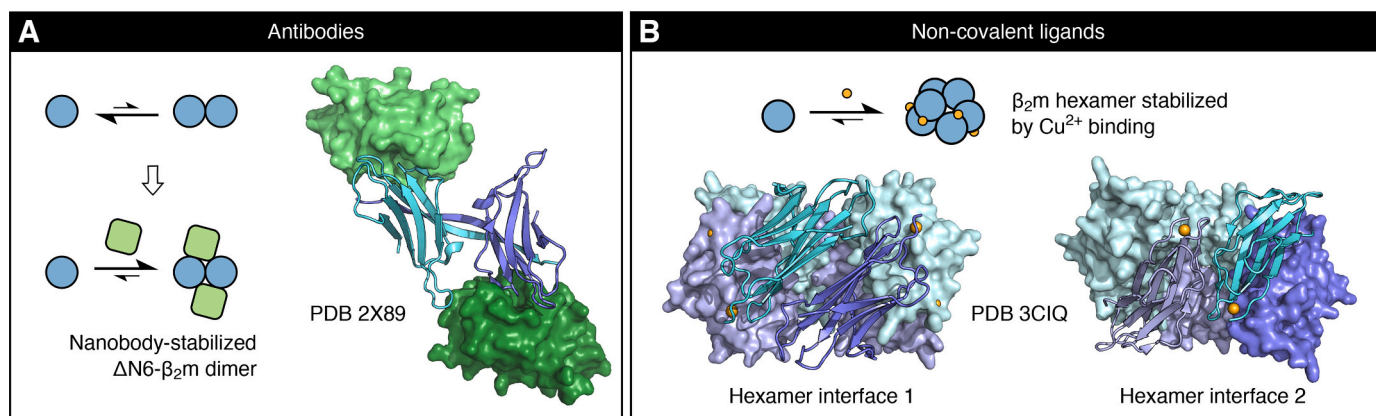 A
Antibodies
Nanobody-stabilized
ΔN6-β₂m dimer
PDB 2X89
B
Non-covalent ligands
β₂m hexamer stabilized
by Cu²⁺ binding
PDB 3CIQ
Hexamer interface 1
Hexamer interface 2